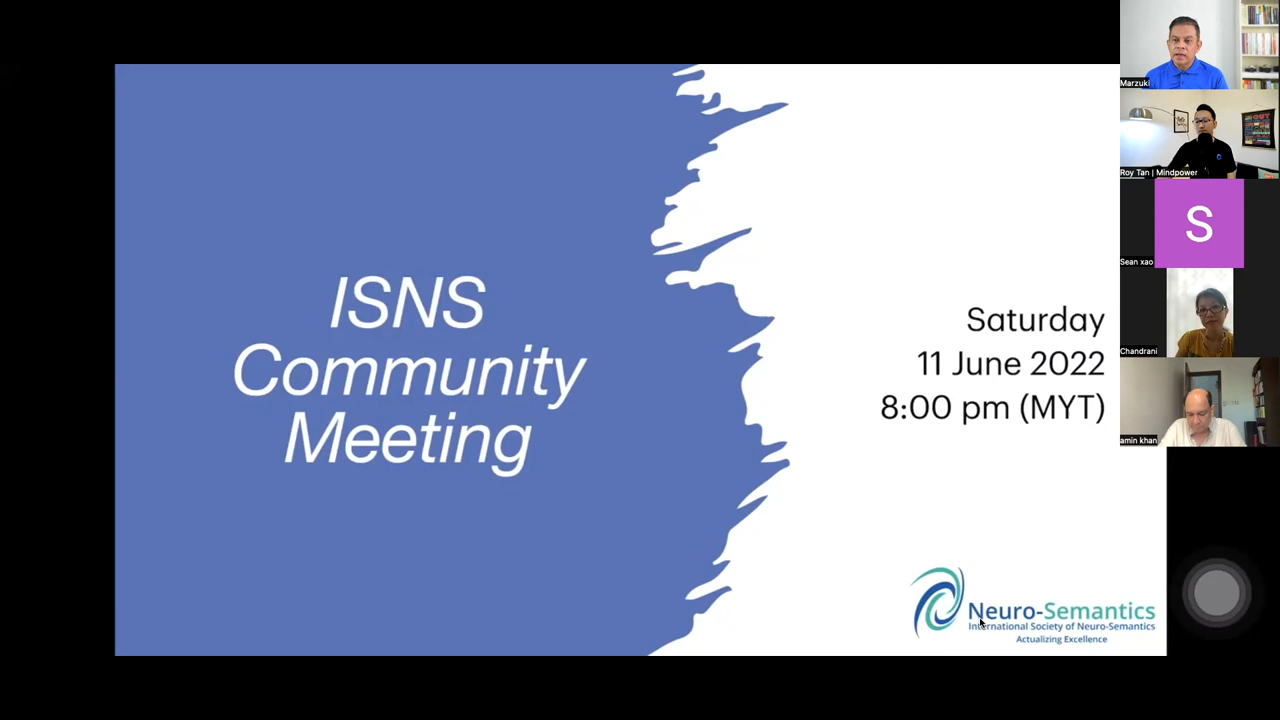 ISNS
Community
Meeting
Saturday
11 June 2022
8:00 pm (MYT)
Neuro-Semantics
International Society of Neuro-Semantics
Actualizing Excellence
Marzuki
Roy Tan | Mindpower
S
Sean xao
Chandrani
amin khan
OUT